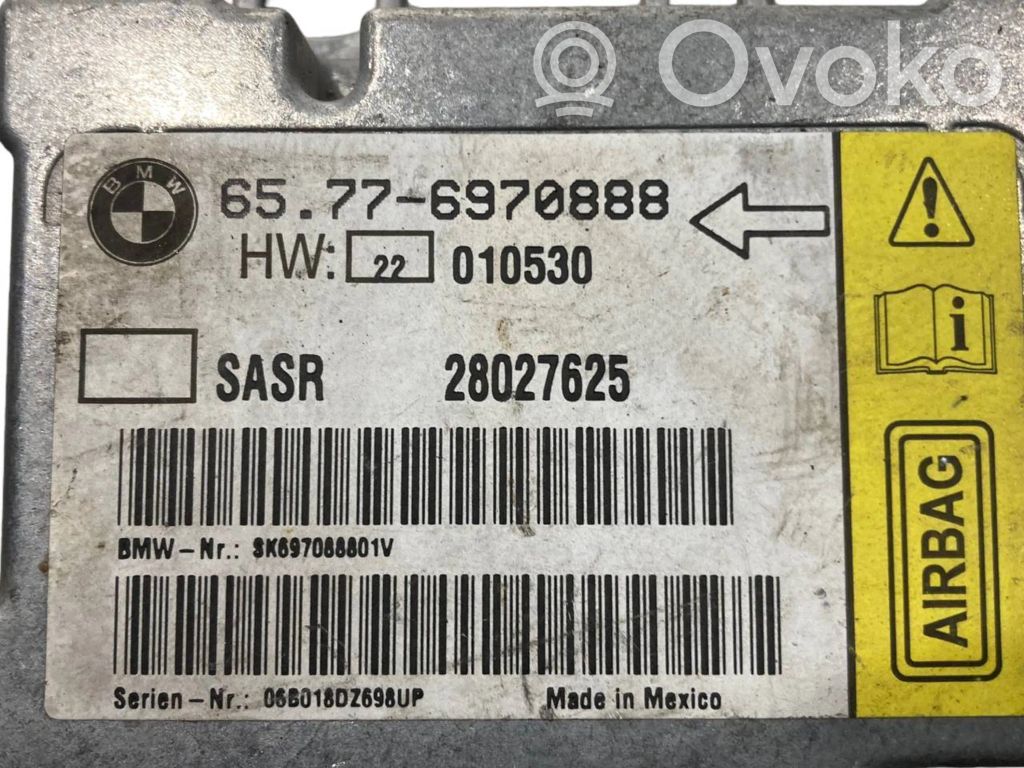 Ovoko
BMW
65.77-6970888
HW: 22 010530
SASR 28027625
BMW-Nr.: SK697088801V
Serien-Nr.: 06B018DZ698UP Made in Mexico
i
AIRBAG